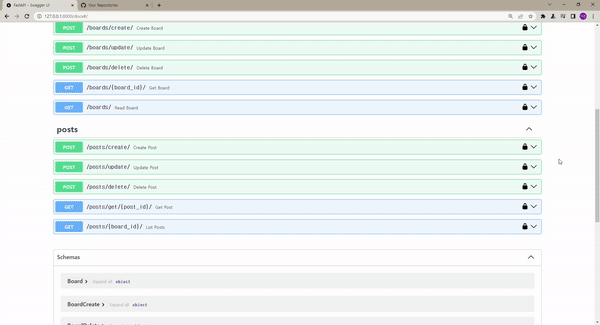 FastAPI - Swagger UI
Your Repositories
127.0.0.1:8000/docs#/
POST /boards/create/ Create Board
POST /boards/update/ Update Board
POST /boards/delete/ Delete Board
GET /boards/{board_id}/ Get Board
GET /boards/ Read Board
posts
POST /posts/create/ Create Post
POST /posts/update/ Update Post
POST /posts/delete/ Delete Post
GET /posts/get/{post_id}/ Get Post
GET /posts/{board_id}/ List Posts
Schemas
Board Expand all object
BoardCreate Expand all object